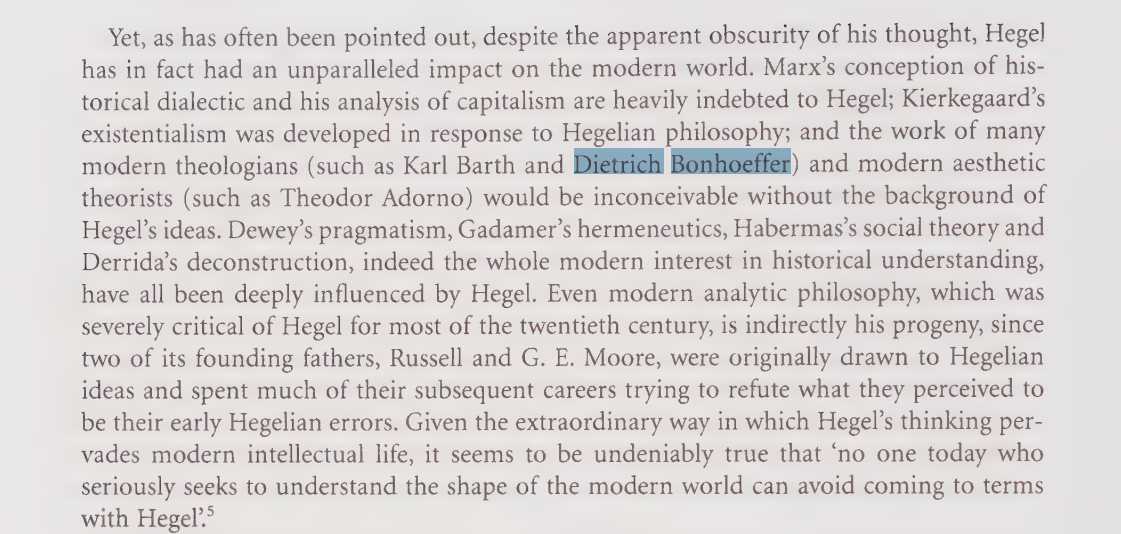 Yet, as has often been pointed out, despite the apparent obscurity of his thought, Hegel
has in fact had an unparalleled impact on the modern world. Marx's conception of his-
torical dialectic and his analysis of capitalism are heavily indebted to Hegel; Kierkegaard's
existentialism was developed in response to Hegelian philosophy; and the work of many
modern theologians (such as Karl Barth and Dietrich Bonhoeffer) and modern aesthetic
theorists (such as Theodor Adorno) would be inconceivable without the background of
Hegel's ideas. Dewey's pragmatism, Gadamer's hermeneutics, Habermas's social theory and
Derrida's deconstruction, indeed the whole modern interest in historical understanding,
have all been deeply influenced by Hegel. Even modern analytic philosophy, which was
severely critical of Hegel for most of the twentieth century, is indirectly his progeny, since
two of its founding fathers, Russell and G. E. Moore, were originally drawn to Hegelian
ideas and spent much of their subsequent careers trying to refute what they perceived to
be their early Hegelian errors. Given the extraordinary way in which Hegel's thinking per-
vades modern intellectual life, it seems to be undeniably true that ‘no one today who
seriously seeks to understand the shape of the modern world can avoid coming to terms
with Hegel’.⁵